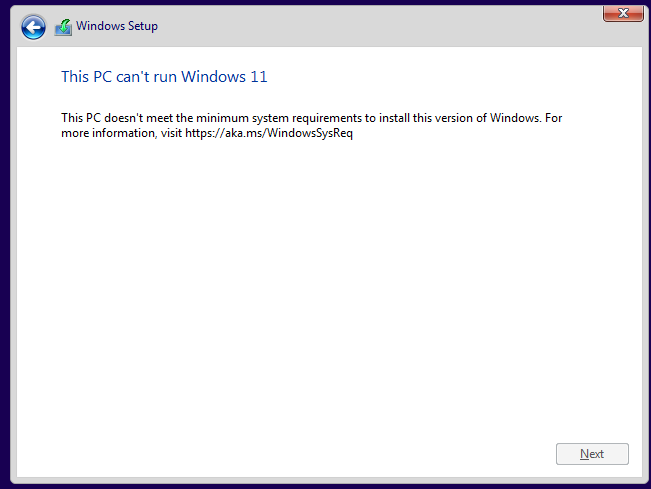 Windows Setup
This PC can't run Windows 11
This PC doesn't meet the minimum system requirements to install this version of Windows. For
more information, visit https://aka.ms/WindowsSysReq
Next